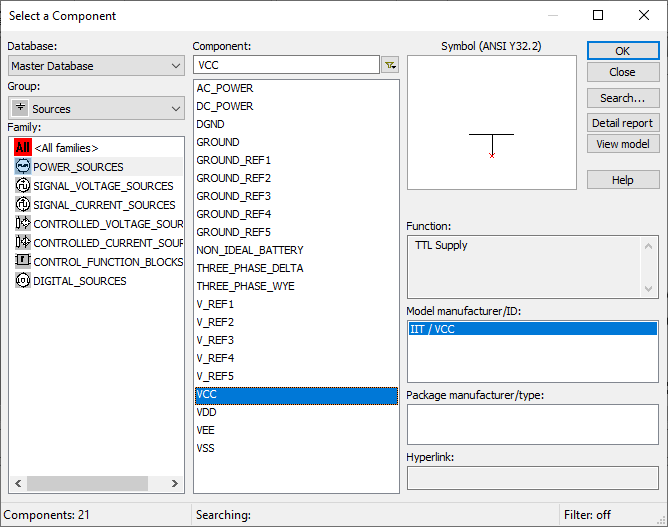 Select a Component
Database:
Master Database
Group:
Sources
Family:
All <All families>
POWER_SOURCES
SIGNAL_VOLTAGE_SOURCES
SIGNAL_CURRENT_SOURCES
CONTROLLED_VOLTAGE_SOUR
CONTROLLED_CURRENT_SOUR
CONTROL_FUNCTION_BLOCKS
DIGITAL_SOURCES
Component:
VCC
AC_POWER
DC_POWER
DGND
GROUND
GROUND_REF1
GROUND_REF2
GROUND_REF3
GROUND_REF4
GROUND_REF5
NON_IDEAL_BATTERY
THREE_PHASE_DELTA
THREE_PHASE_WYE
V_REF1
V_REF2
V_REF3
V_REF4
V_REF5
VCC
VDD
VEE
VSS
Symbol (ANSI Y32.2)
Function:
TTL Supply
Model manufacturer/ID:
IIT / VCC
Package manufacturer/type:
Hyperlink:
OK
Close
Search...
Detail report
View model
Help
Components: 21
Searching:
Filter: off